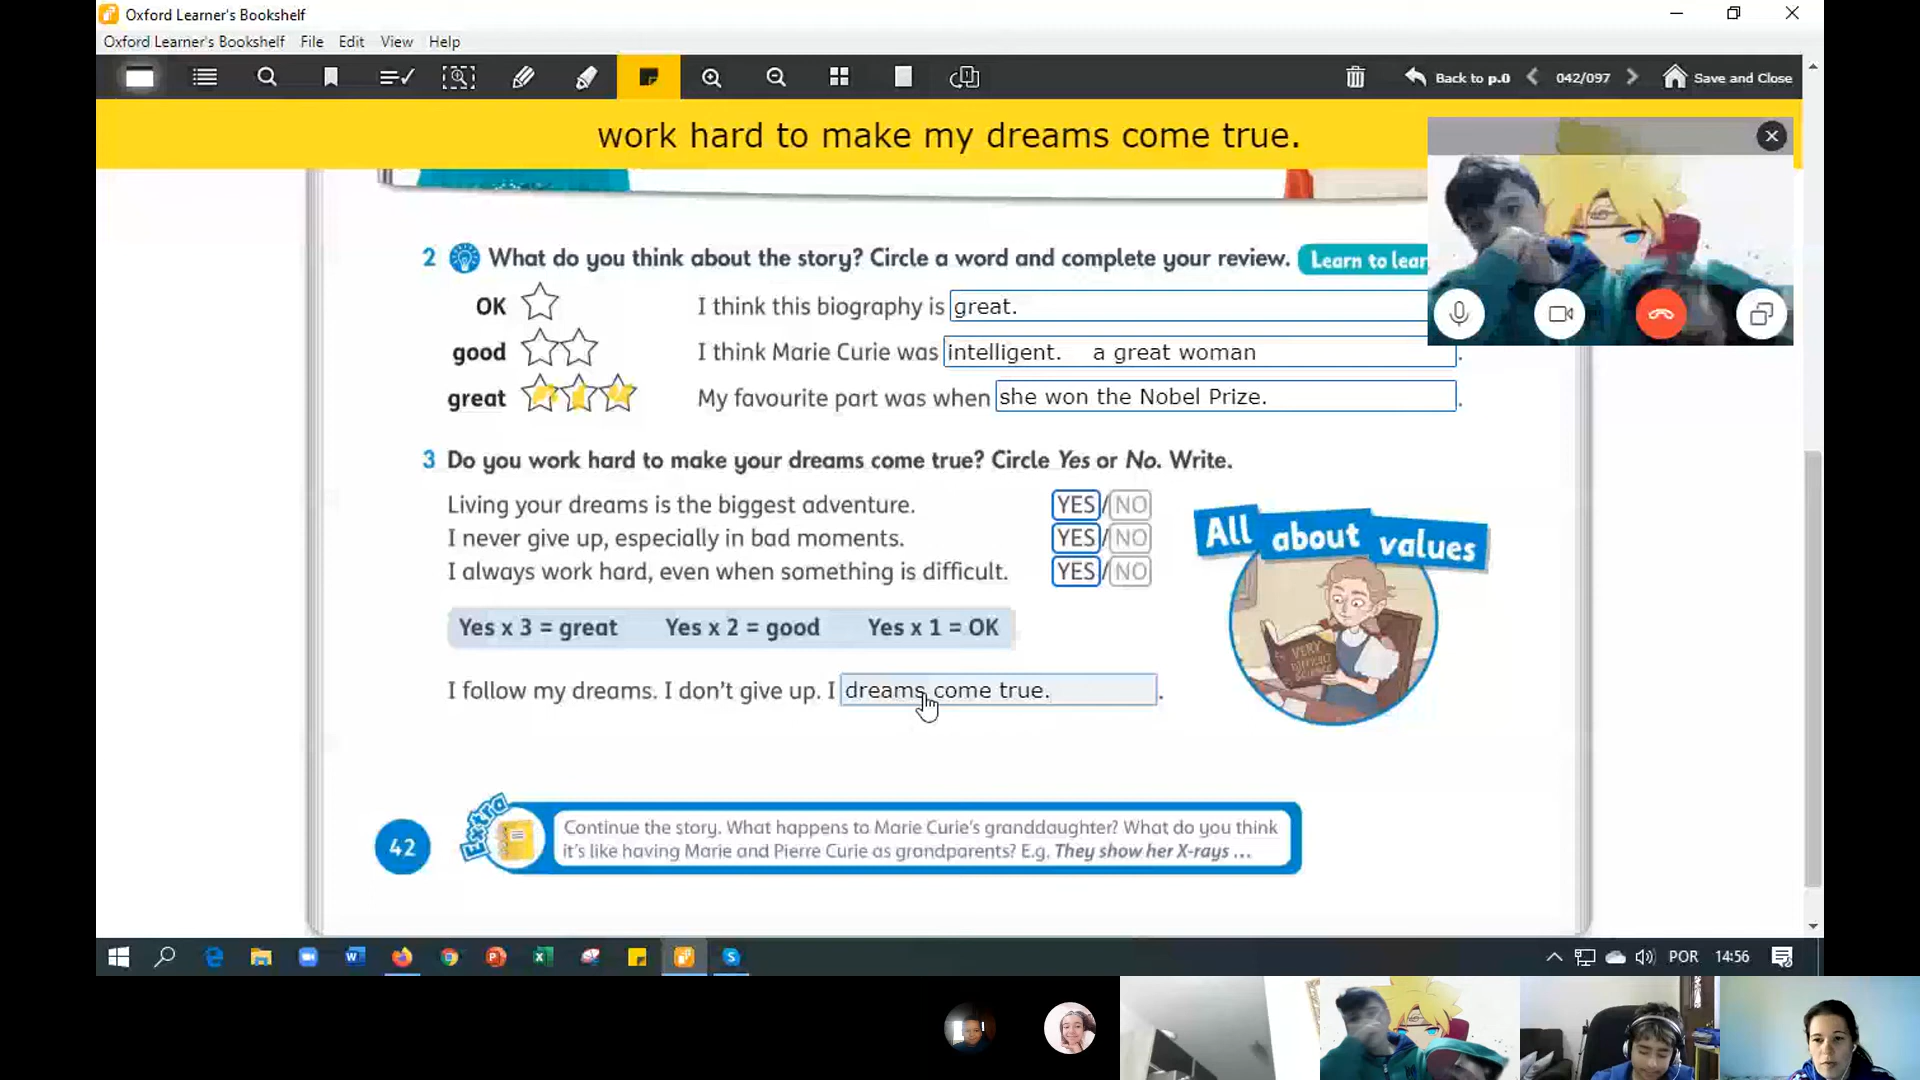 Oxford Learner's Bookshelf
Oxford Learner's Bookshelf File Edit View Help
Back to p.0 042/097 Save and Close
work hard to make my dreams come true.
2 What do you think about the story? Circle a word and complete your review. Learn to lear
OK I think this biography is great.
good I think Marie Curie was intelligent. a great woman .
great My favourite part was when she won the Nobel Prize. .
3 Do you work hard to make your dreams come true? Circle Yes or No. Write.
Living your dreams is the biggest adventure. YES/NO
I never give up, especially in bad moments. YES/NO
I always work hard, even when something is difficult. YES/NO
All about values
VERY DIFFICULT SCIENCE
Yes x 3 = great Yes x 2 = good Yes x 1 = OK
I follow my dreams. I don't give up. I dreams come true. .
42
Extra
Continue the story. What happens to Marie Curie's granddaughter? What do you think
it's like having Marie and Pierre Curie as grandparents? E.g. They show her X-rays ...
POR 14:56